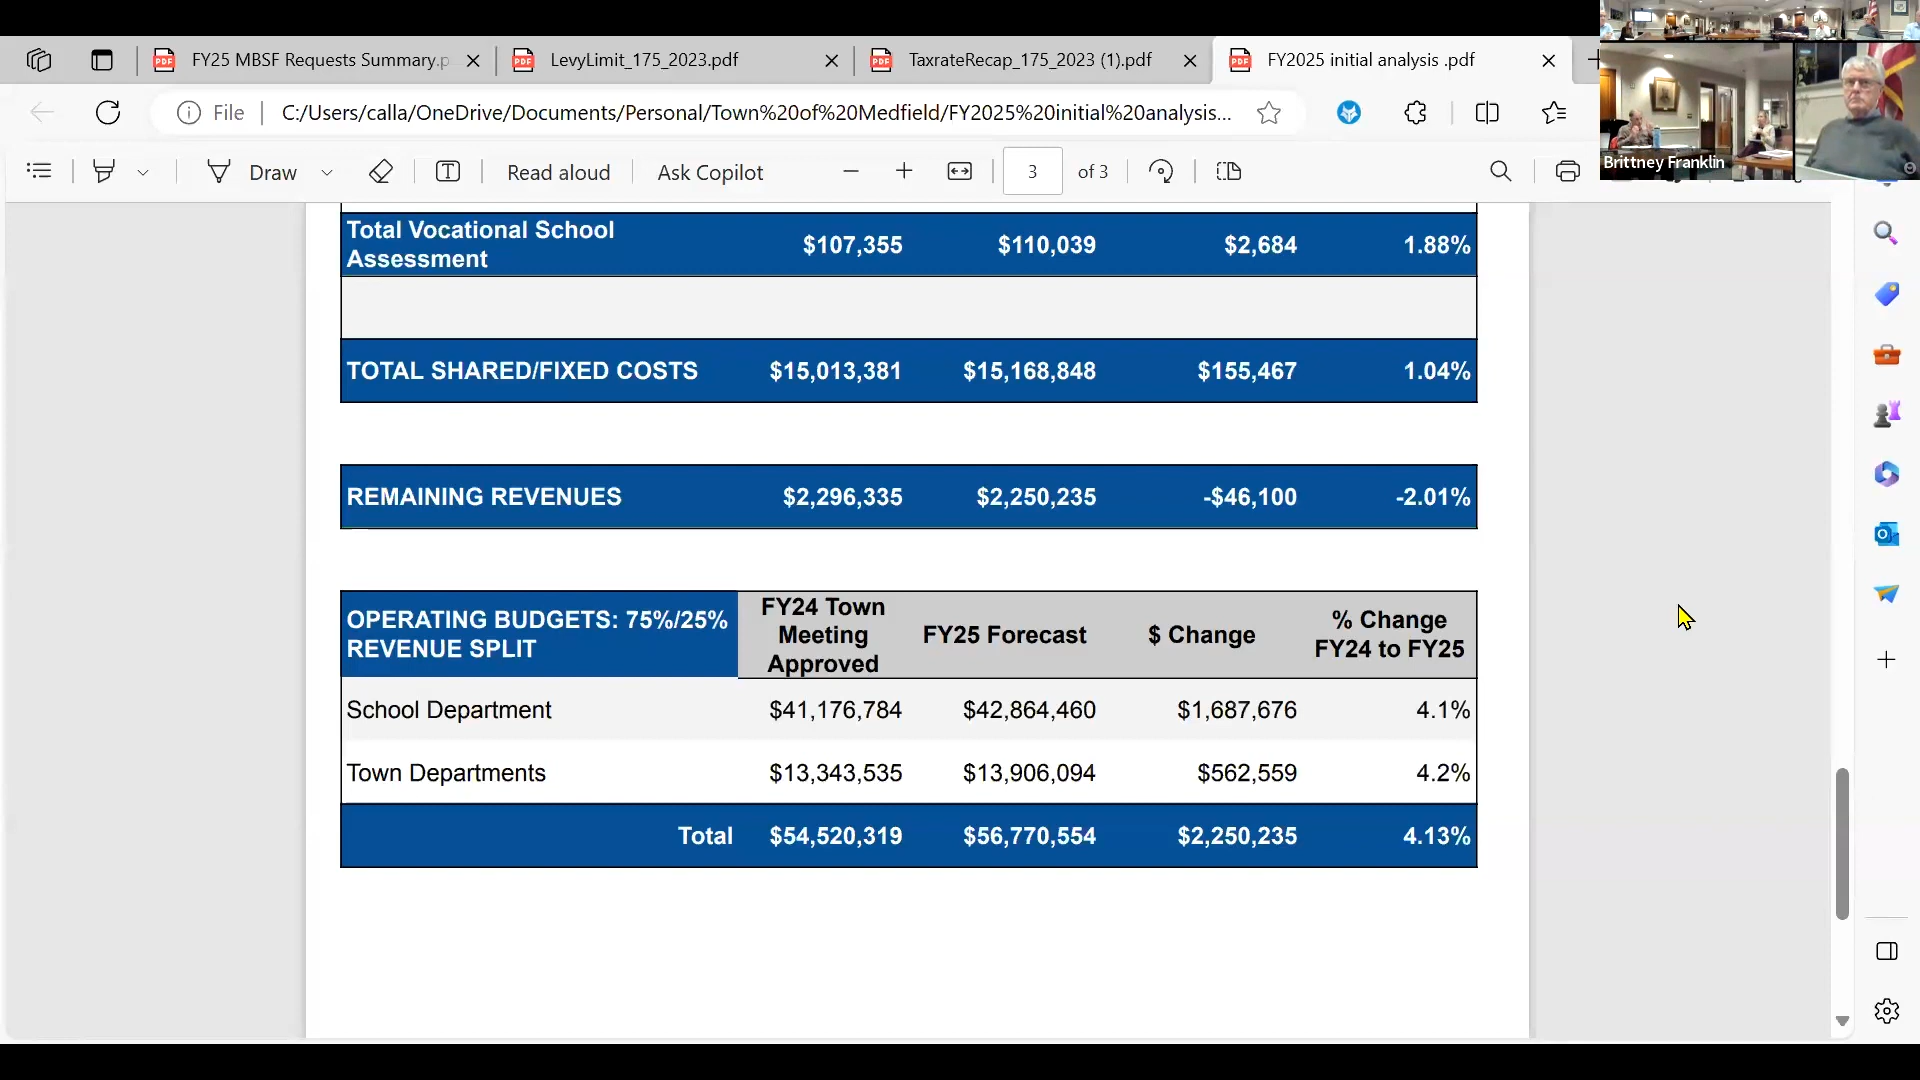 FY25 MBSF Requests Summary.p
LevyLimit_175_2023.pdf
TaxrateRecap_175_2023 (1).pdf
FY2025 initial analysis .pdf
File
C:/Users/calla/OneDrive/Documents/Personal/Town%20of%20Medfield/FY2025%20initial%20analysis...
Draw
Read aloud
Ask Copilot
3 of 3
Brittney Franklin
Total Vocational School
Assessment $107,355 $110,039 $2,684 1.88%
TOTAL SHARED/FIXED COSTS $15,013,381 $15,168,848 $155,467 1.04%
REMAINING REVENUES $2,296,335 $2,250,235 -$46,100 -2.01%
OPERATING BUDGETS: 75%/25%
REVENUE SPLIT
FY24 Town
Meeting
Approved
FY25 Forecast
$ Change
% Change
FY24 to FY25
School Department $41,176,784 $42,864,460 $1,687,676 4.1%
Town Departments $13,343,535 $13,906,094 $562,559 4.2%
Total $54,520,319 $56,770,554 $2,250,235 4.13%